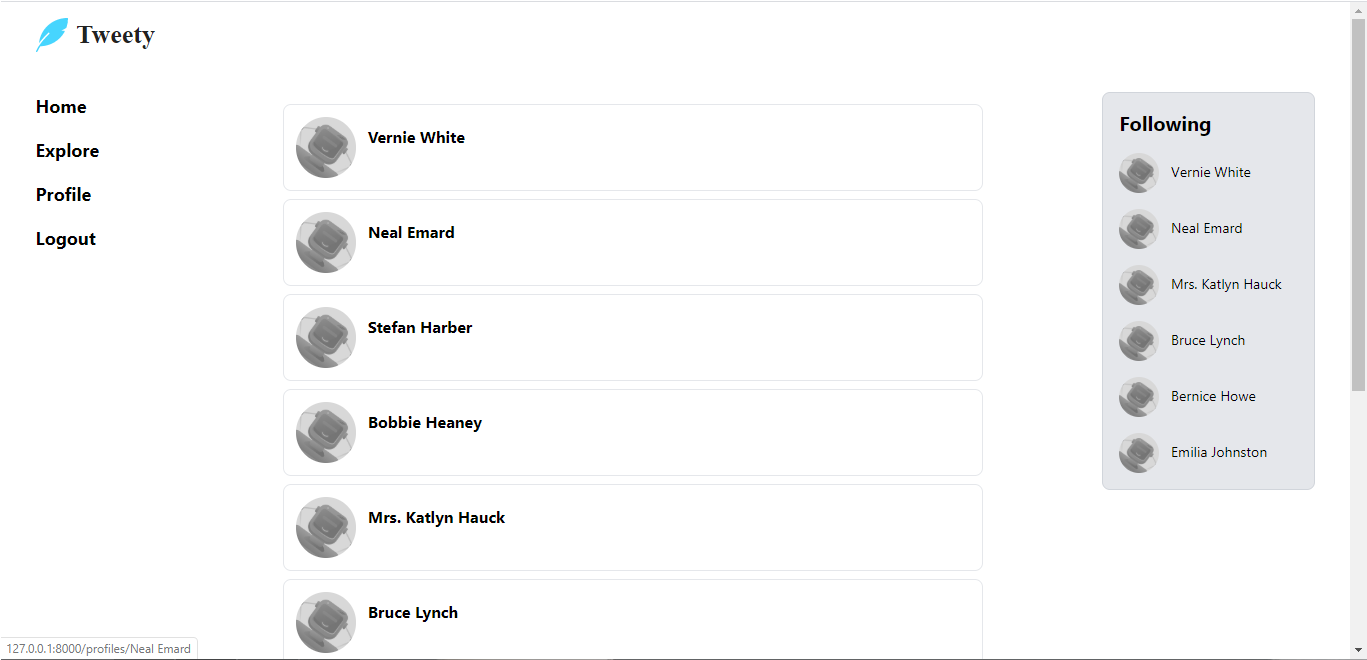 Tweety
Home
Explore
Profile
Logout
Vernie White
Neal Emard
Stefan Harber
Bobbie Heaney
Mrs. Katlyn Hauck
Bruce Lynch
Following
Vernie White
Neal Emard
Mrs. Katlyn Hauck
Bruce Lynch
Bernice Howe
Emilia Johnston
127.0.0.1:8000/profiles/Neal Emard